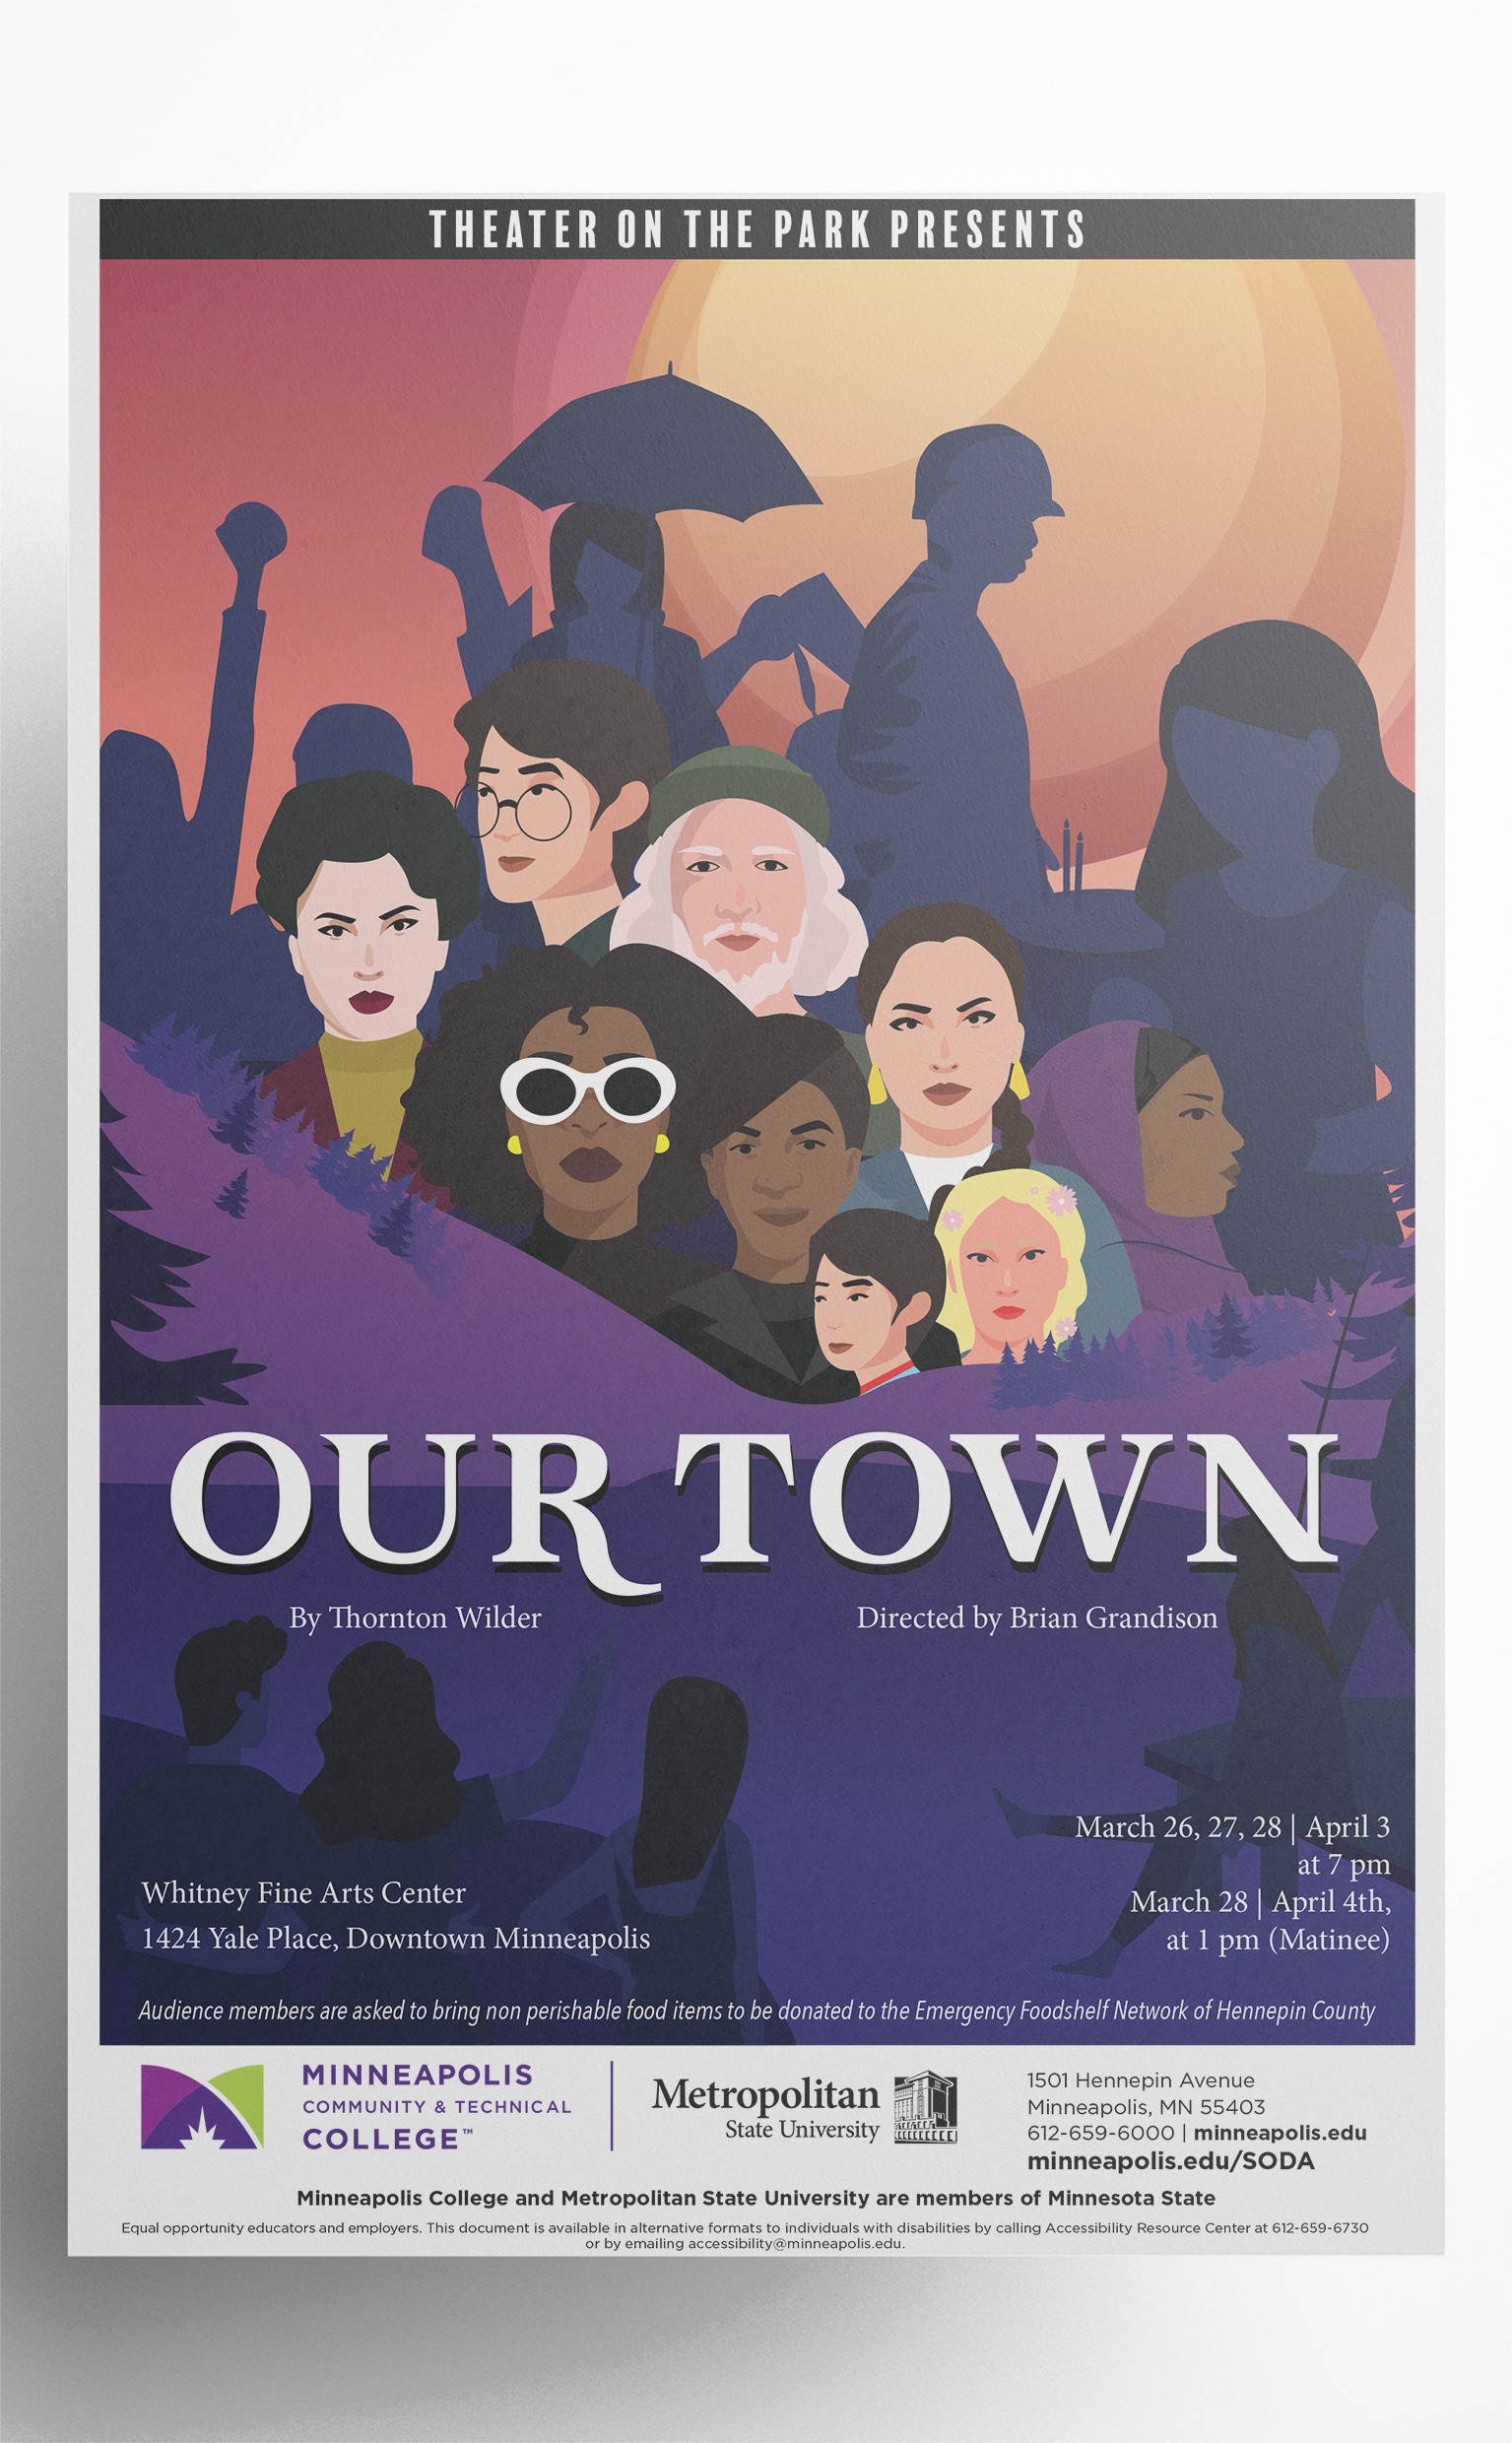 THEATER ON THE PARK PRESENTS
OUR TOWN
By Thornton Wilder
Directed by Brian Grandison
Whitney Fine Arts Center
1424 Yale Place, Downtown Minneapolis
March 26, 27, 28 | April 3
at 7 pm
March 28 | April 4th,
at 1 pm (Matinee)
Audience members are asked to bring non perishable food items to be donated to the Emergency Foodshelf Network of Hennepin County
MINNEAPOLIS
COMMUNITY & TECHNICAL
COLLEGE™
Metropolitan
State University
1501 Hennepin Avenue
Minneapolis, MN 55403
612-659-6000 | minneapolis.edu
minneapolis.edu/SODA
Minneapolis College and Metropolitan State University are members of Minnesota State
Equal opportunity educators and employers. This document is available in alternative formats to individuals with disabilities by calling Accessibility Resource Center at 612-659-6730
or by emailing accessibility@minneapolis.edu.